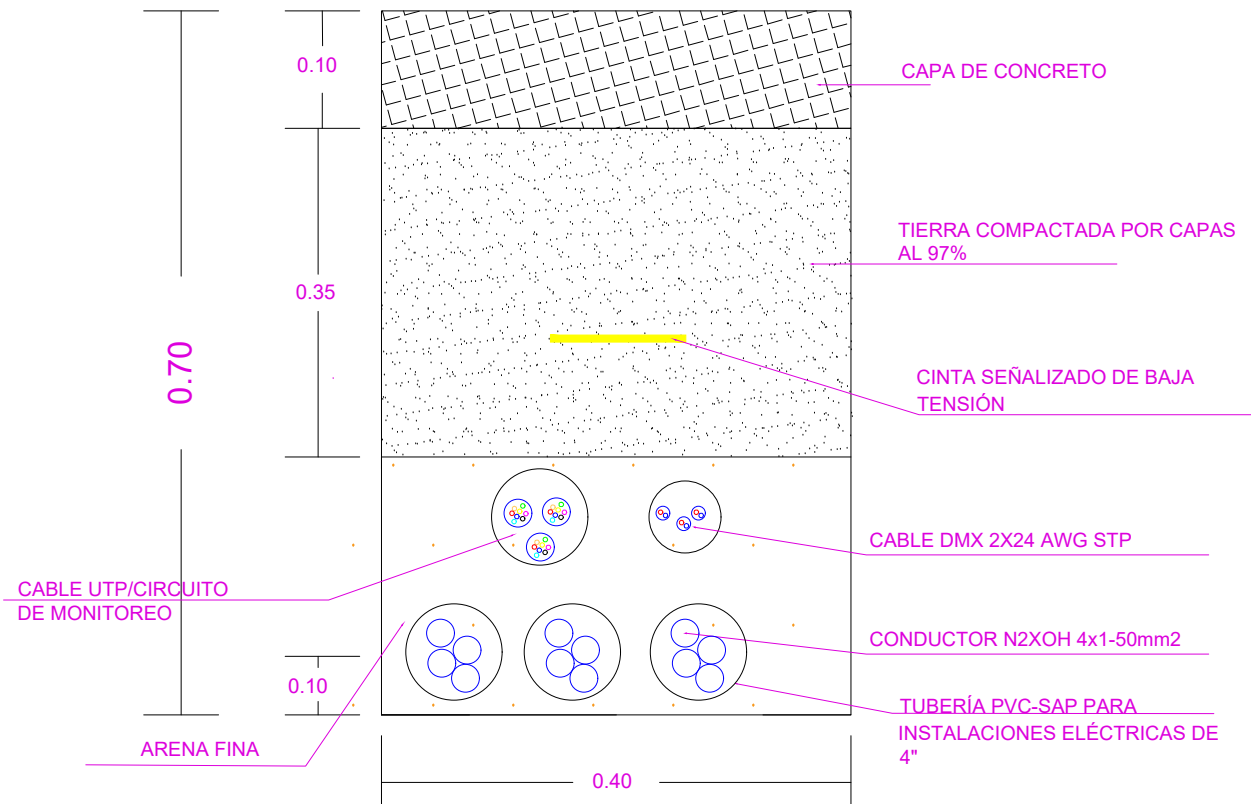 0.10
CAPA DE CONCRETO
TIERRA COMPACTADA POR CAPAS
AL 97%
0.35
0.70
CINTA SEÑALIZADO DE BAJA
TENSIÓN
CABLE DMX 2X24 AWG STP
CABLE UTP/CIRCUITO
DE MONITOREO
CONDUCTOR N2XOH 4x1-50mm2
0.10
TUBERÍA PVC-SAP PARA
INSTALACIONES ELÉCTRICAS DE
4"
ARENA FINA
0.40